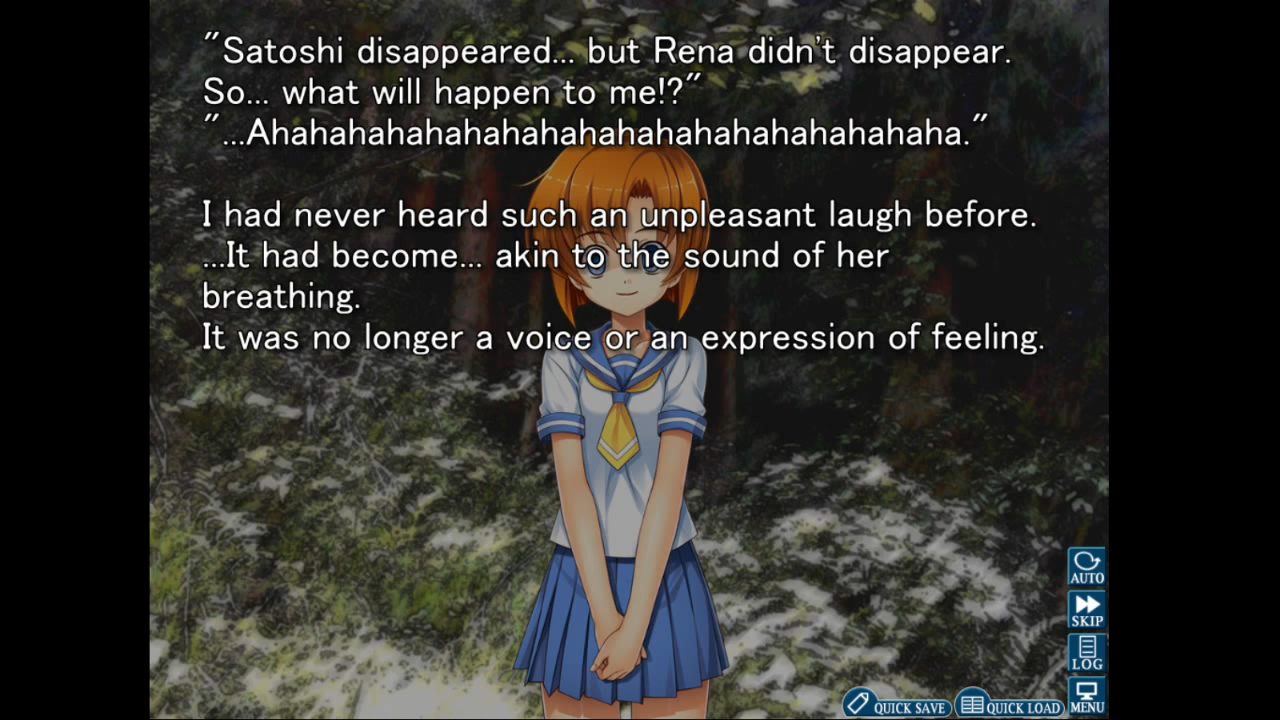 "Satoshi disappeared... but Rena didn't disappear.
So... what will happen to me!?"
"...Ahahahahahahahahahahahahahahahahahaha."
I had never heard such an unpleasant laugh before.
...It had become... akin to the sound of her
breathing.
It was no longer a voice or an expression of feeling.
AUTO
SKIP
LOG
QUICK SAVE
QUICK LOAD
MENU